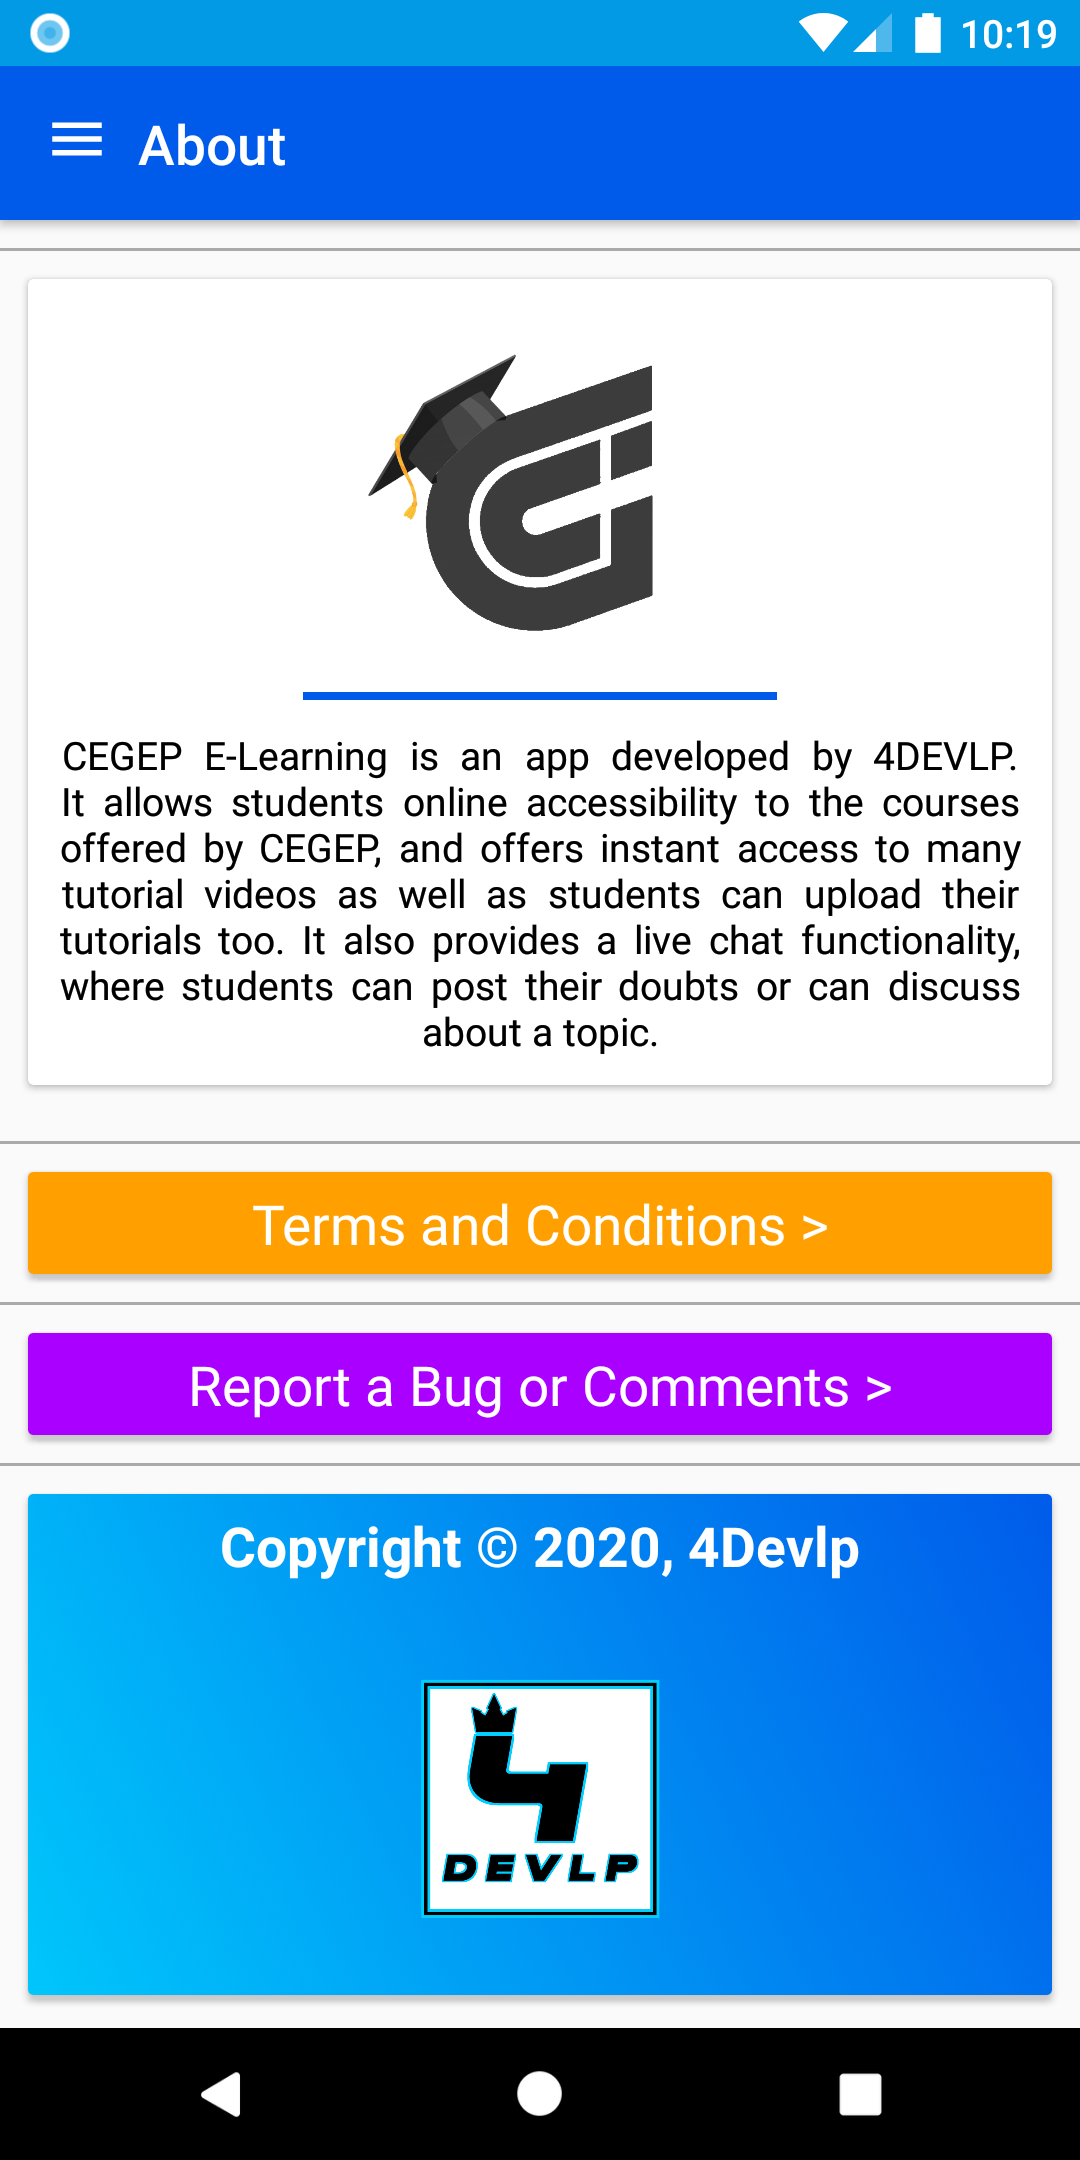 10:19
About
CEGEP E-Learning is an app developed by 4DEVLP.
It allows students online accessibility to the courses
offered by CEGEP, and offers instant access to many
tutorial videos as well as students can upload their
tutorials too. It also provides a live chat functionality,
where students can post their doubts or can discuss
about a topic.
Terms and Conditions >
Report a Bug or Comments >
Copyright © 2020, 4Devlp
4
DEVLP